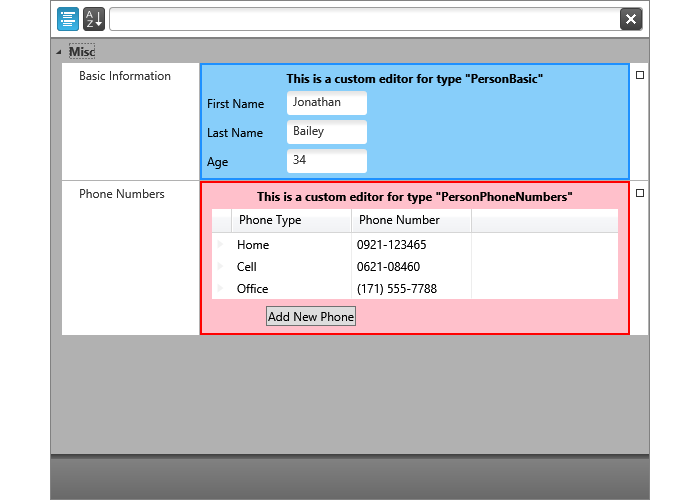 A
Z
Misc
Basic Information
This is a custom editor for type "PersonBasic"
First Name Jonathan
Last Name Bailey
Age 34
Phone Numbers
This is a custom editor for type "PersonPhoneNumbers"
Phone Type Phone Number
Home 0921-123465
Cell 0621-08460
Office (171) 555-7788
Add New Phone